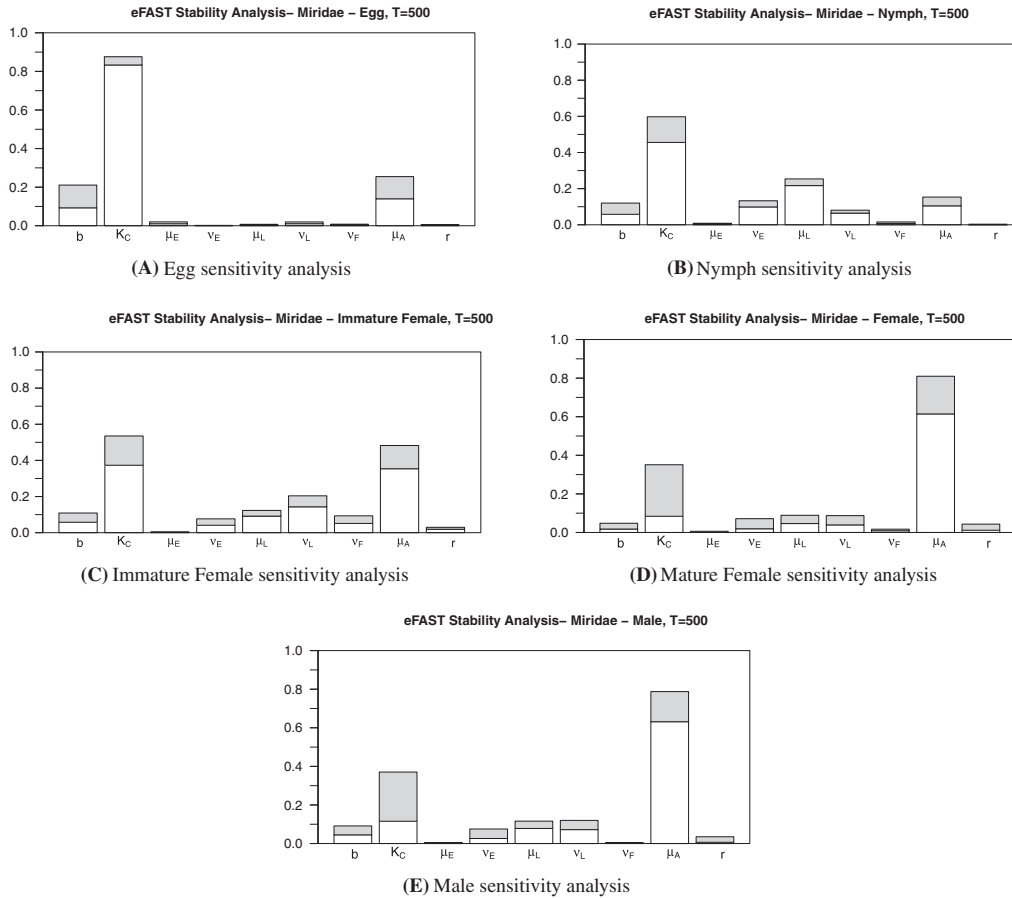 eFAST Stability Analysis– Miridae – Egg, T=500
1.0
0.8
0.6
0.4
0.2
0.0
b K_C μ_E ν_E μ_L ν_L ν_F μ_A r
(A) Egg sensitivity analysis
eFAST Stability Analysis– Miridae – Nymph, T=500
1.0
0.8
0.6
0.4
0.2
0.0
b K_C μ_E ν_E μ_L ν_L ν_F μ_A r
(B) Nymph sensitivity analysis
eFAST Stability Analysis– Miridae – Immature Female, T=500
1.0
0.8
0.6
0.4
0.2
0.0
b K_C μ_E ν_E μ_L ν_L ν_F μ_A r
(C) Immature Female sensitivity analysis
eFAST Stability Analysis– Miridae – Female, T=500
1.0
0.8
0.6
0.4
0.2
0.0
b K_C μ_E ν_E μ_L ν_L ν_F μ_A r
(D) Mature Female sensitivity analysis
eFAST Stability Analysis– Miridae – Male, T=500
1.0
0.8
0.6
0.4
0.2
0.0
b K_C μ_E ν_E μ_L ν_L ν_F μ_A r
(E) Male sensitivity analysis